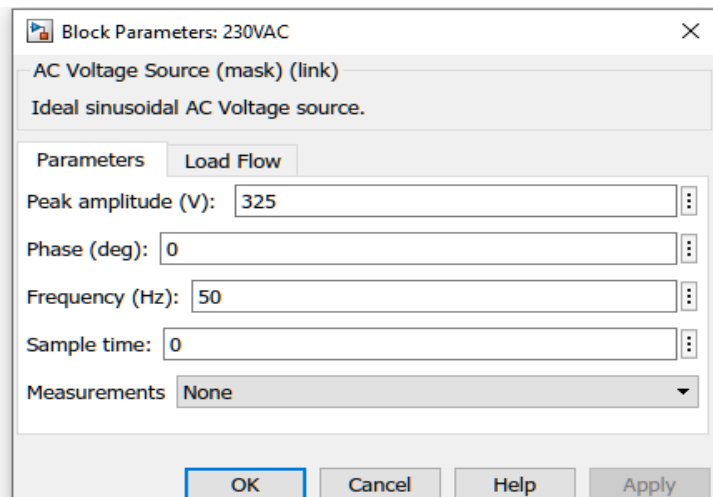 Block Parameters: 230VAC
AC Voltage Source (mask) (link)
Ideal sinusoidal AC Voltage source.
Parameters Load Flow
Peak amplitude (V): 325
Phase (deg): 0
Frequency (Hz): 50
Sample time: 0
Measurements None
OK Cancel Help Apply